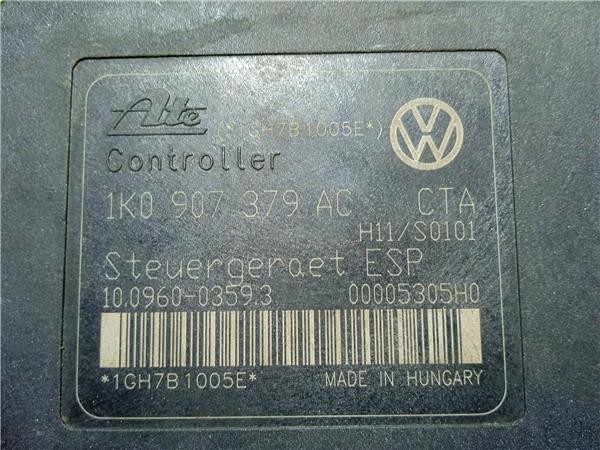 Ate (*1GH7B1005E*)
Controller
1K0 907 379 AC CTA
H11/S0101
Steuergeraet ESP
10.0960-0359.3 00005305H0
*1GH7B1005E* MADE IN HUNGARY